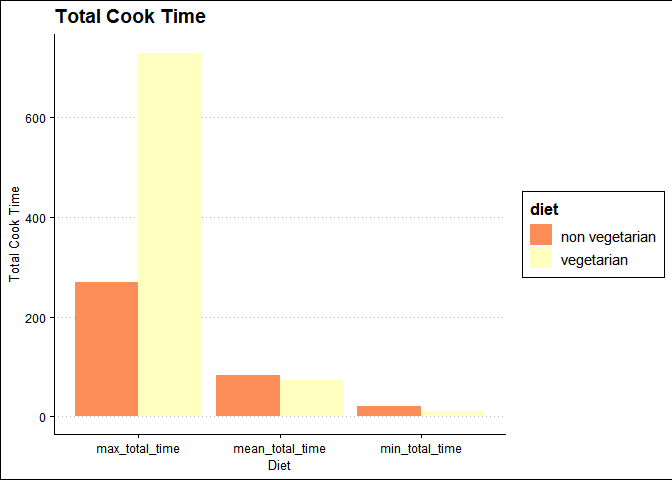 Total Cook Time
Total Cook Time
600
400
200
0
max_total_time
mean_total_time
min_total_time
Diet
diet
non vegetarian
vegetarian